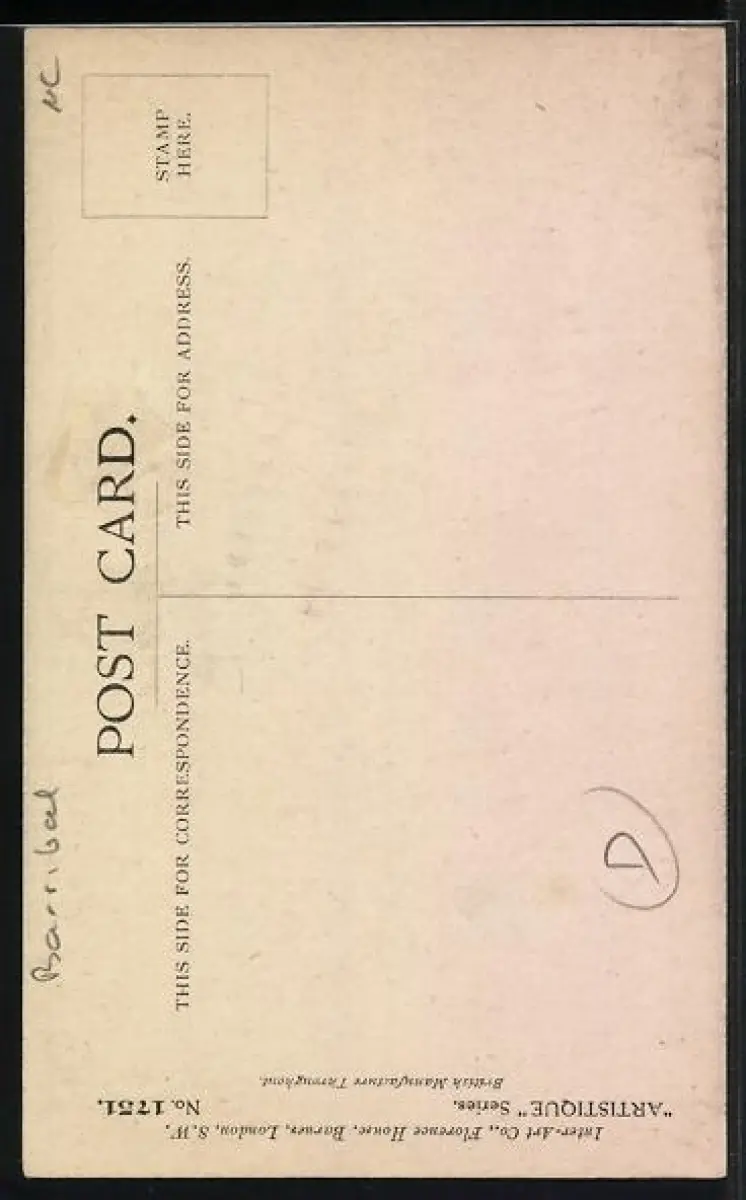 Barribal
NC
POST CARD.
THIS SIDE FOR CORRESPONDENCE.
THIS SIDE FOR ADDRESS.
STAMP
HERE.
D
Inter-Art Co., Florence House, Barnes, London, S.W.
"ARTISTIQUE" Series. No. 1751.
British Manufacture Throughout.